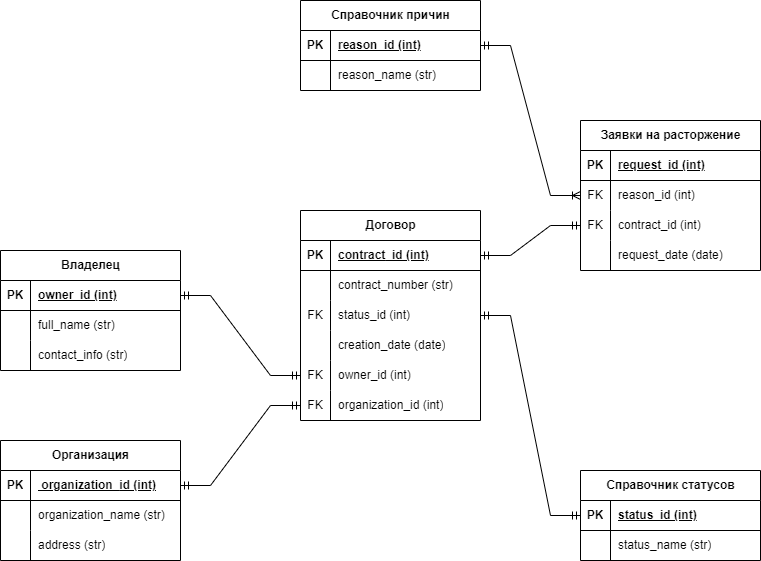 Справочник причин
PK reason_id (int)
reason_name (str)
Заявки на расторжение
PK request_id (int)
FK reason_id (int)
FK contract_id (int)
request_date (date)
Договор
PK contract_id (int)
contract_number (str)
FK status_id (int)
creation_date (date)
FK owner_id (int)
FK organization_id (int)
Владелец
PK owner_id (int)
full_name (str)
contact_info (str)
Организация
PK organization_id (int)
organization_name (str)
address (str)
Справочник статусов
PK status_id (int)
status_name (str)